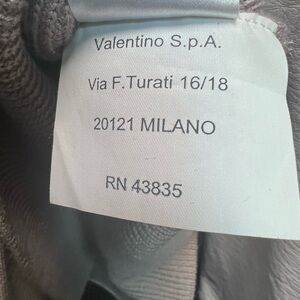 Valentino S.p.A.
Via F.Turati 16/18
20121 MILANO
RN 43835